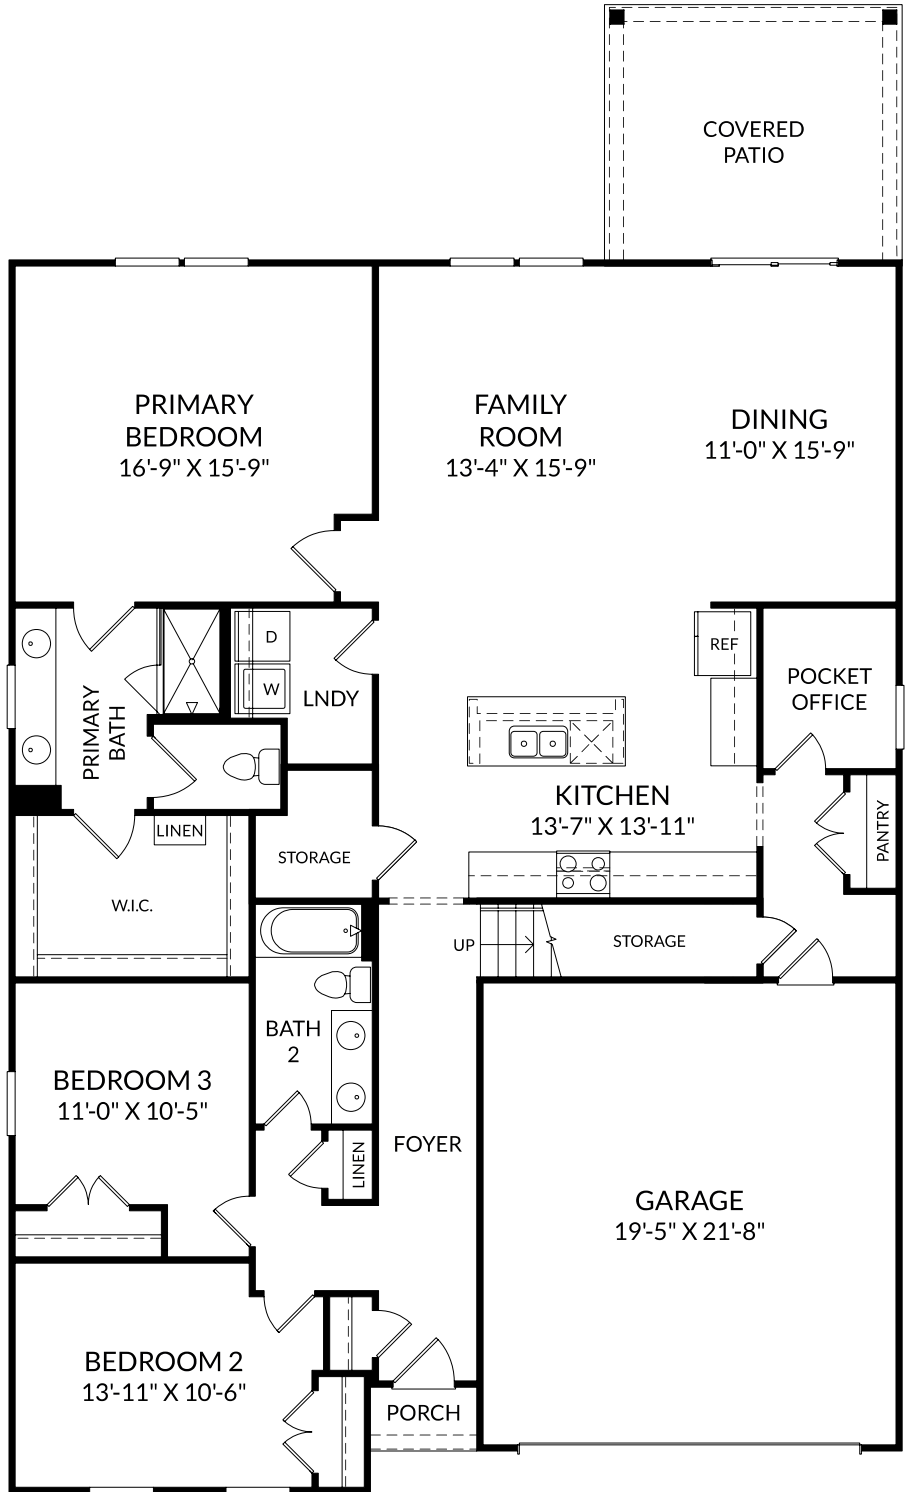 COVERED
PATIO
PRIMARY
BEDROOM
16'-9" X 15'-9"
FAMILY
ROOM
13'-4" X 15'-9"
DINING
11'-0" X 15'-9"
D
W
LNDY
REF
POCKET
OFFICE
PRIMARY
BATH
KITCHEN
13'-7" X 13'-11"
PANTRY
LINEN
STORAGE
W.I.C.
UP
STORAGE
BATH
2
BEDROOM 3
11'-0" X 10'-5"
FOYER
LINEN
GARAGE
19'-5" X 21'-8"
BEDROOM 2
13'-11" X 10'-6"
PORCH